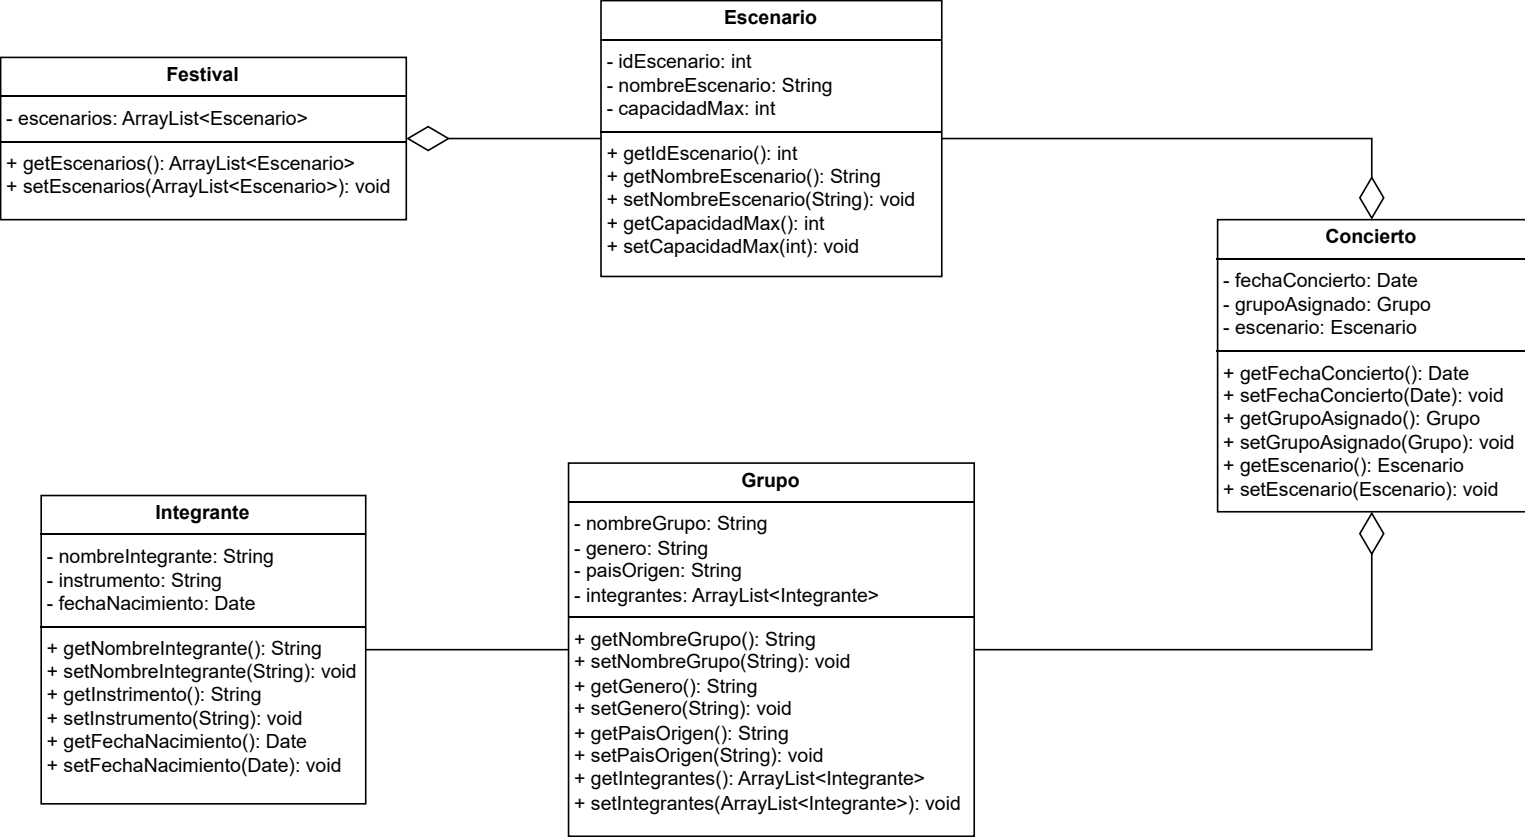 Festival
- escenarios: ArrayList<Escenario>
+ getEscenarios(): ArrayList<Escenario>
+ setEscenarios(ArrayList<Escenario>): void
Escenario
- idEscenario: int
- nombreEscenario: String
- capacidadMax: int
+ getIdEscenario(): int
+ getNombreEscenario(): String
+ setNombreEscenario(String): void
+ getCapacidadMax(): int
+ setCapacidadMax(int): void
Concierto
- fechaConcierto: Date
- grupoAsignado: Grupo
- escenario: Escenario
+ getFechaConcierto(): Date
+ setFechaConcierto(Date): void
+ getGrupoAsignado(): Grupo
+ setGrupoAsignado(Grupo): void
+ getEscenario(): Escenario
+ setEscenario(Escenario): void
Integrante
- nombreIntegrante: String
- instrumento: String
- fechaNacimiento: Date
+ getNombreIntegrante(): String
+ setNombreIntegrante(String): void
+ getInstrimento(): String
+ setInstrumento(String): void
+ getFechaNacimiento(): Date
+ setFechaNacimiento(Date): void
Grupo
- nombreGrupo: String
- genero: String
- paisOrigen: String
- integrantes: ArrayList<Integrante>
+ getNombreGrupo(): String
+ setNombreGrupo(String): void
+ getGenero(): String
+ setGenero(String): void
+ getPaisOrigen(): String
+ setPaisOrigen(String): void
+ getIntegrantes(): ArrayList<Integrante>
+ setIntegrantes(ArrayList<Integrante>): void